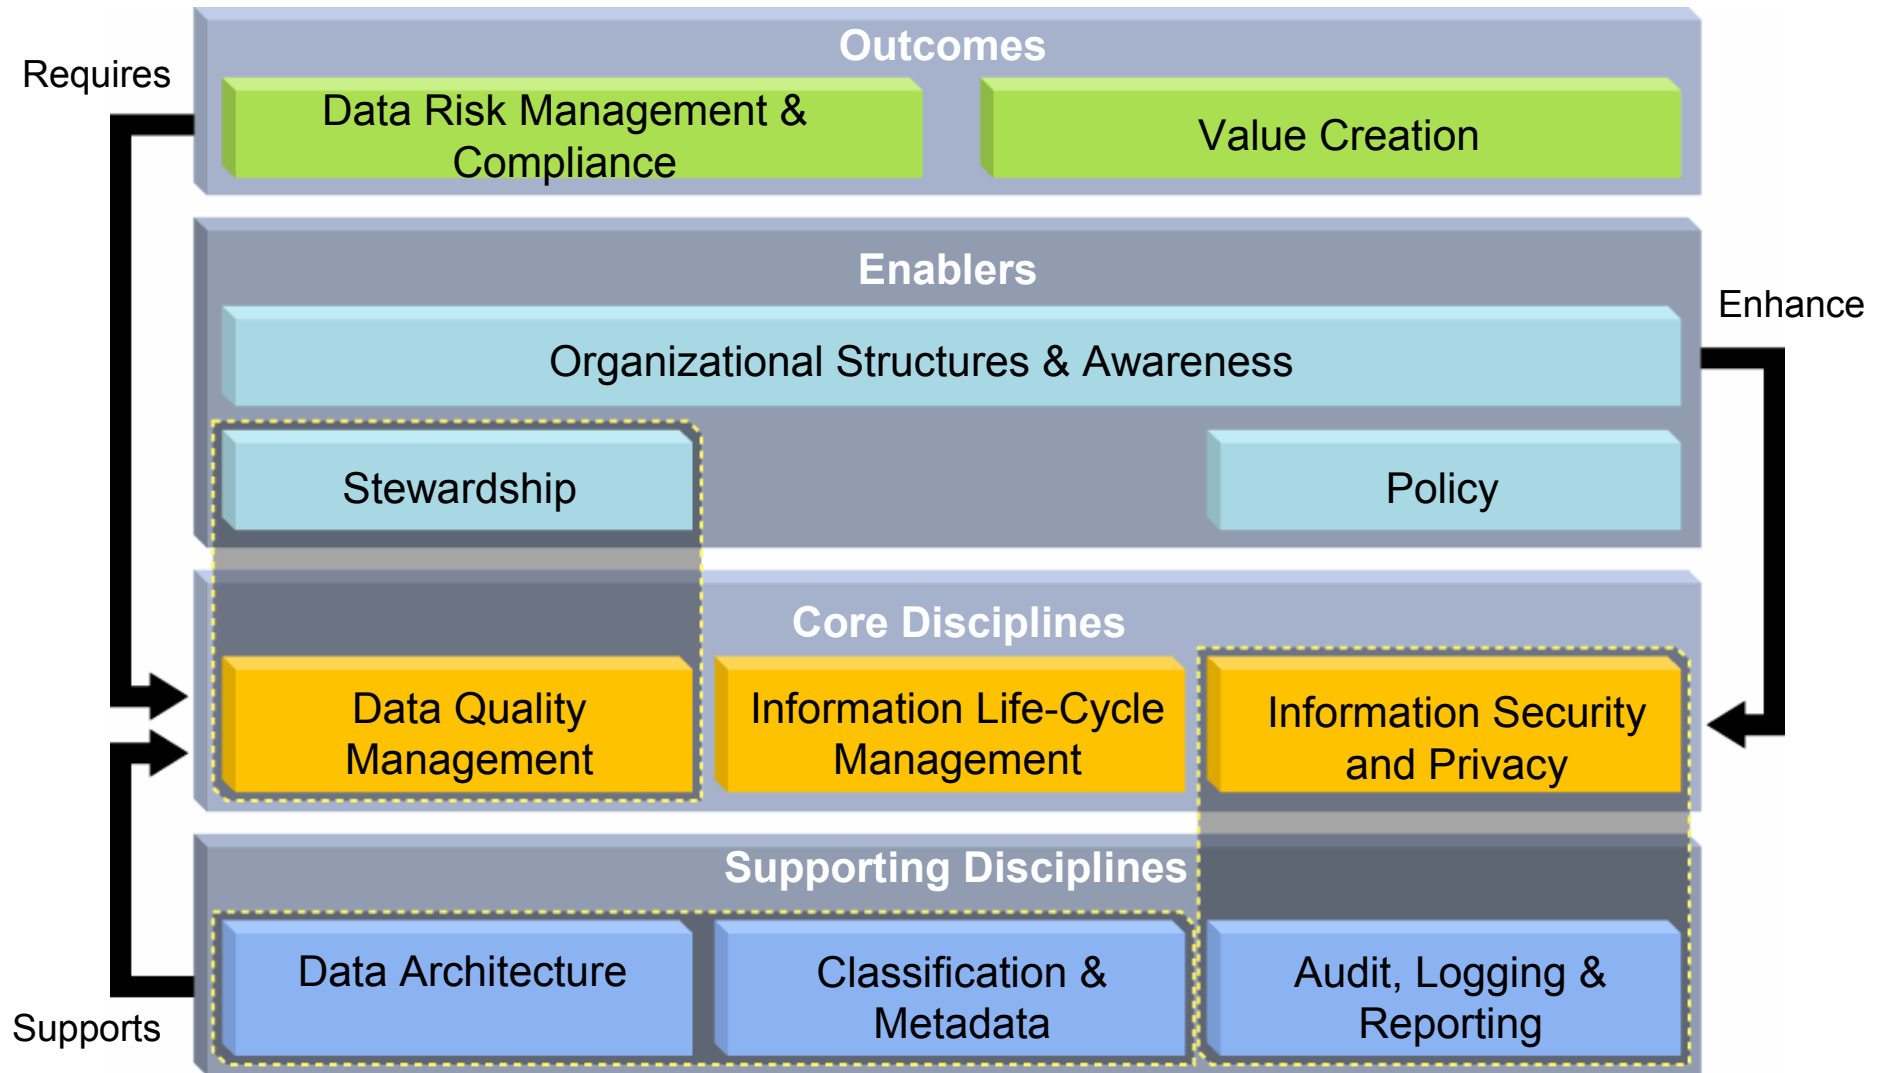 Outcomes
Requires
Data Risk Management &
Compliance
Value Creation
Enablers
Enhance
Organizational Structures & Awareness
Stewardship
Policy
Core Disciplines
Data Quality
Management
Information Life-Cycle
Management
Information Security
and Privacy
Supporting Disciplines
Data Architecture
Classification &
Metadata
Audit, Logging &
Reporting
Supports